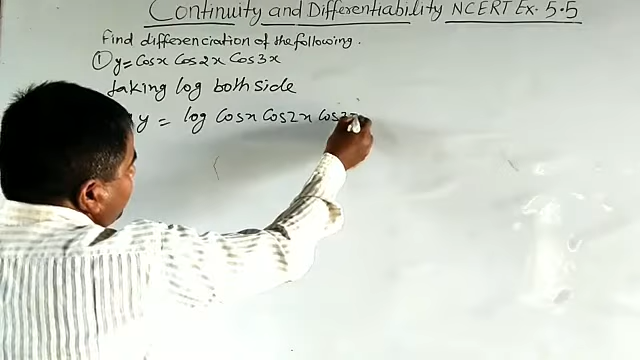 Continuity and Differentiability NCERT Ex. 5.5
Find differenciation of the following.
① y = Cosx Cos2x Cos3x
taking log both side
y = log Cosx Cos2x